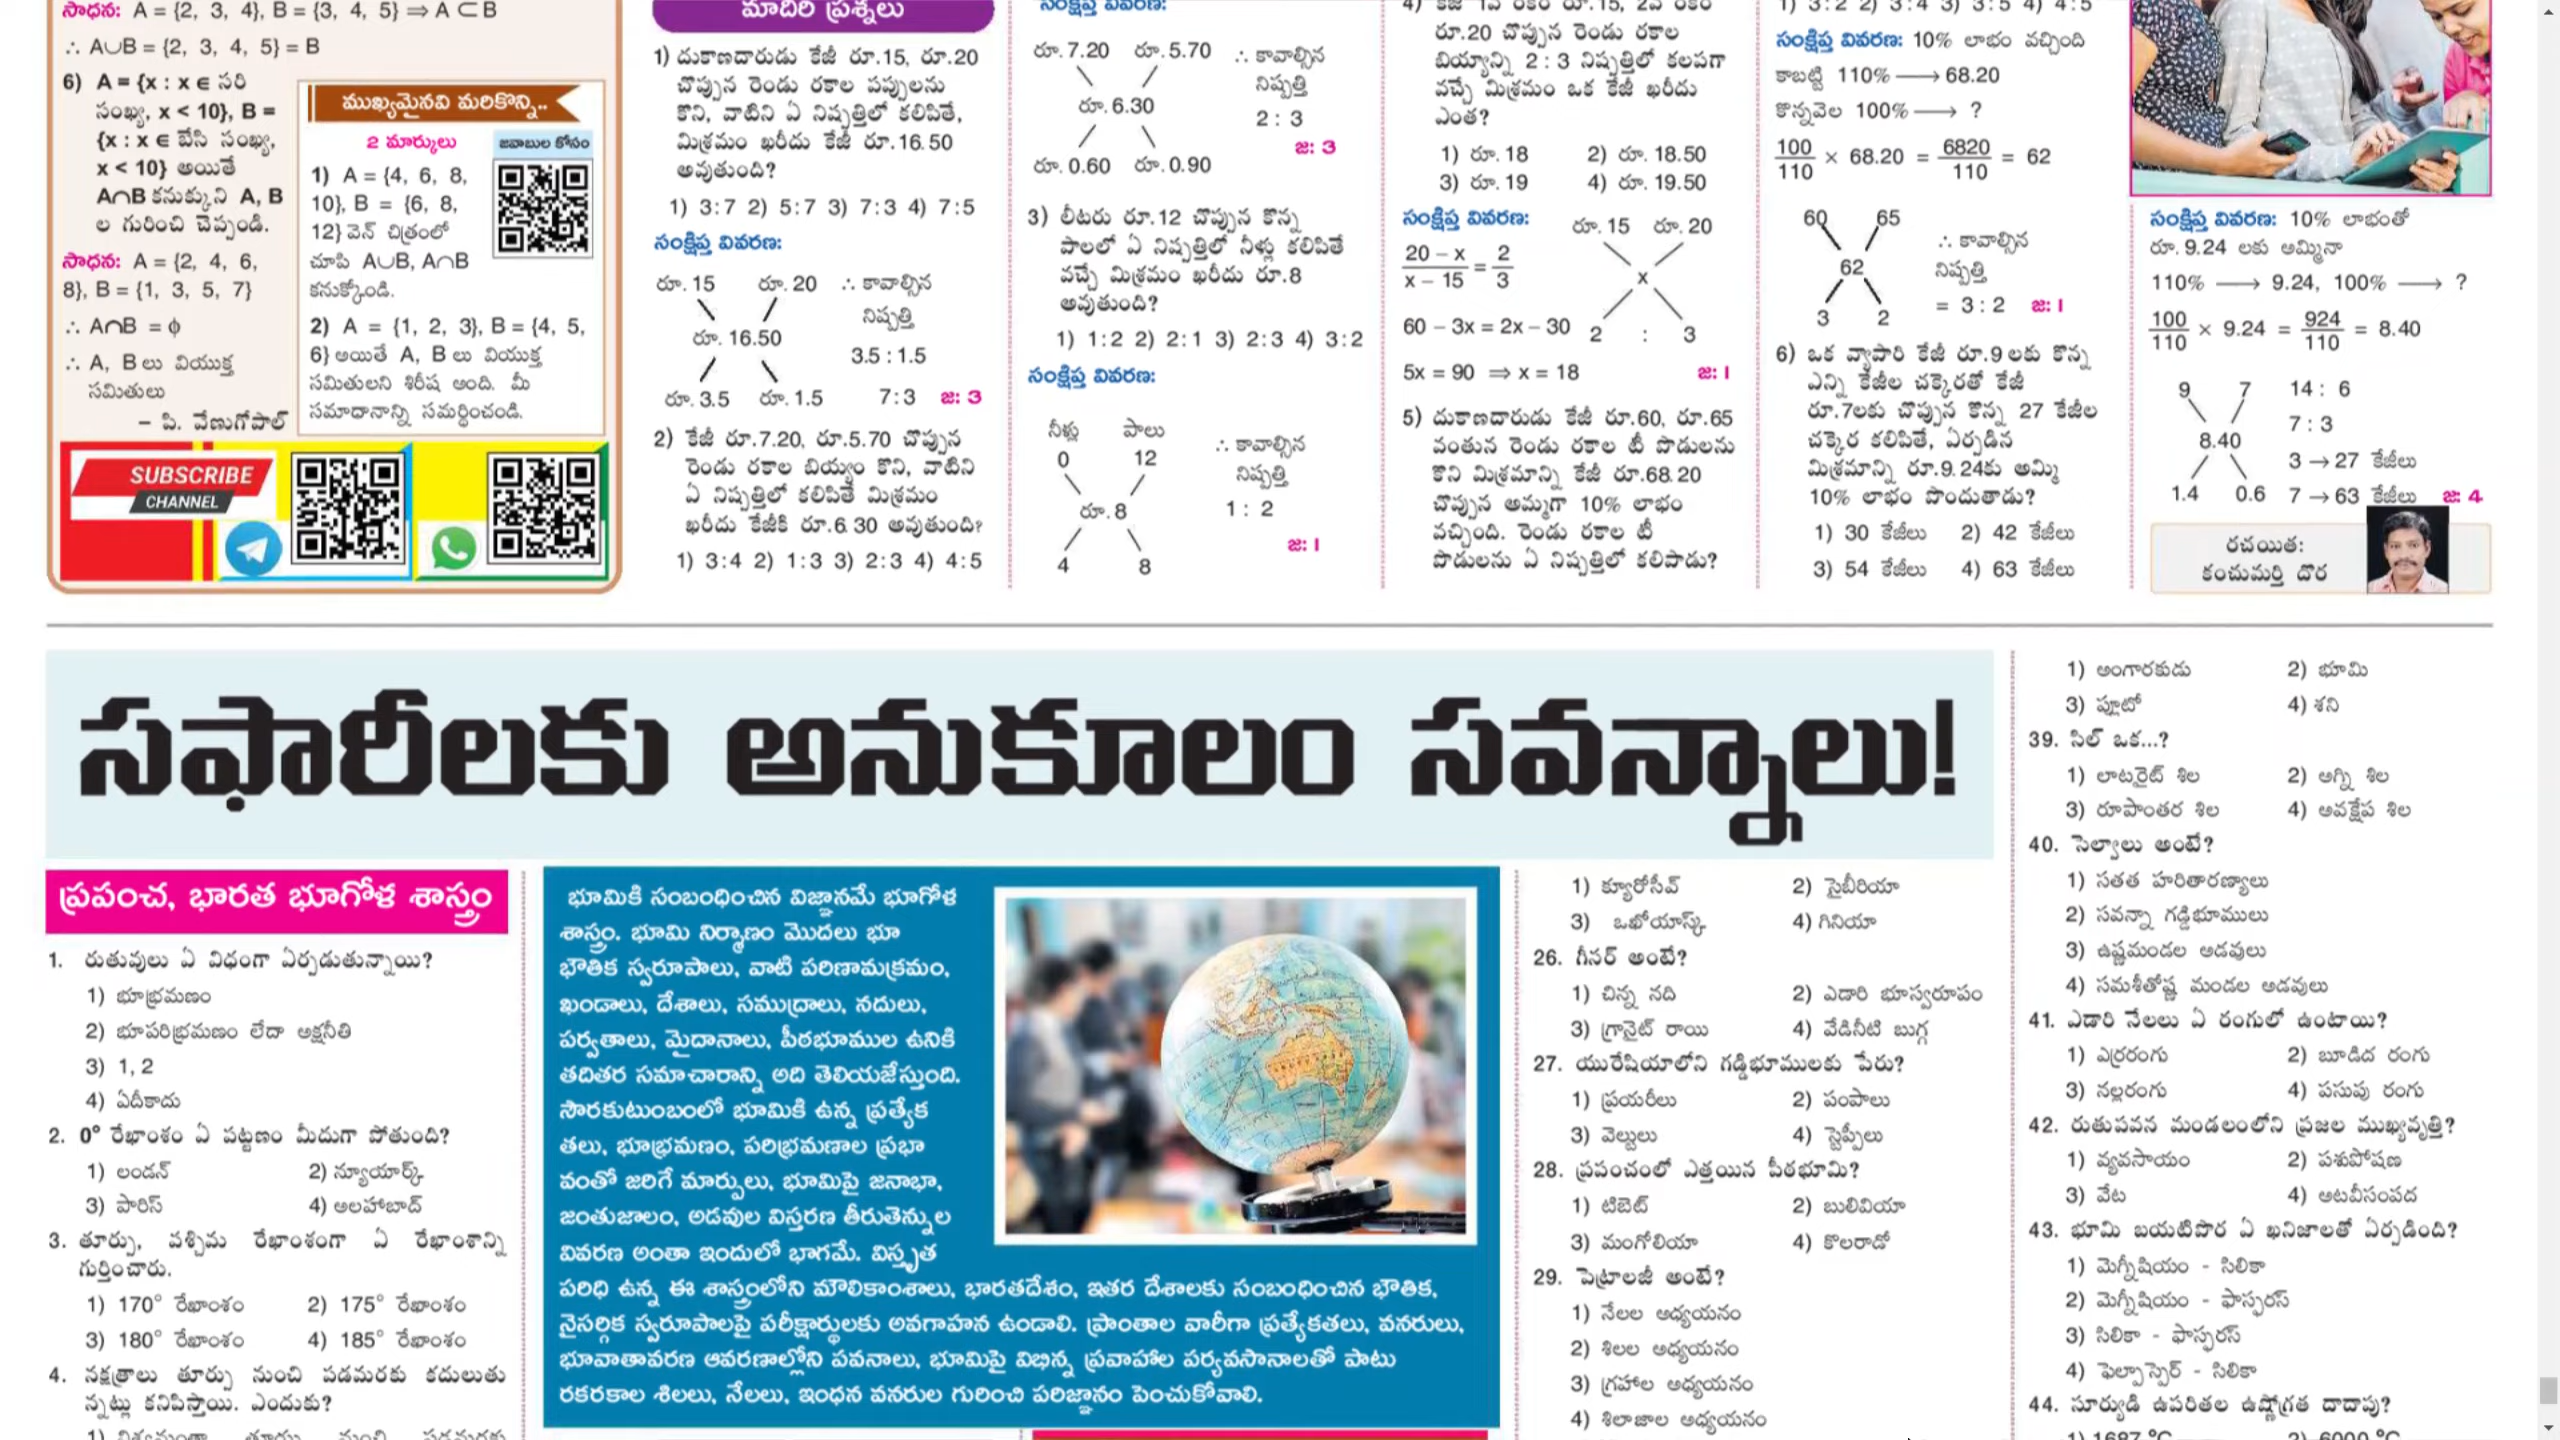 సాధన: A = {2, 3, 4}, B = {3, 4, 5} ⇒ A ⊂ B
∴ A∪B = {2, 3, 4, 5} = B
6) A = {x : x ∈ సరి
సంఖ్య, x < 10}, B =
{x : x ∈ బేసి సంఖ్య,
x < 10} అయితే
A∩B కనుక్కుని A, B
ల గురించి చెప్పండి.
సాధన: A = {2, 4, 6,
8}, B = {1, 3, 5, 7}
∴ A∩B = ϕ
∴ A, B లు వియుక్త
సమితులు
– పి. వేణుగోపాల్
ముఖ్యమైనవి మరికొన్ని..
2 మార్కులు
జవాబుల కోసం
1) A = {4, 6, 8,
10}, B = {6, 8,
12} వెన్ చిత్రంలో
చూపి A∪B, A∩B
కనుక్కోండి.
2) A = {1, 2, 3}, B = {4, 5,
6} అయితే A, B లు వియుక్త
సమితులని శిరీష అంది. మీ
సమాదానాన్ని సమర్థించండి.
SUBSCRIBE
CHANNEL
మాదిరి ప్రశ్నలు
1) దుకాణదారుడు కేజీ రూ.15, రూ.20
చొప్పున రెండు రకాల పప్పులను
కొని, వాటిని ఏ నిష్పత్తిలో కలిపితే,
మిశ్రమం ఖరీదు కేజీ రూ.16.50
అవుతుంది?
1) 3:7 2) 5:7 3) 7:3 4) 7:5
సంక్షిప్త వివరణ:
రూ. 15 రూ. 20 ∴ కావాల్సిన
నిష్పత్తి
రూ. 16.50
3.5 : 1.5
రూ. 3.5 రూ. 1.5 7:3 జ: 3
2) కేజీ రూ.7.20, రూ.5.70 చొప్పున
రెండు రకాల బియ్యం కొని, వాటిని
ఏ నిష్పత్తిలో కలిపితే మిశ్రమం
ఖరీదు కేజీకి రూ.6.30 అవుతుంది?
1) 3:4 2) 1:3 3) 2:3 4) 4:5
సంక్షిప్త వివరణ:
రూ. 7.20 రూ. 5.70 ∴ కావాల్సిన
నిష్పత్తి
రూ. 6.30
2 : 3
జ: 3
రూ. 0.60 రూ. 0.90
3) లీటరు రూ.12 చొప్పున కొన్న
పాలలో ఏ నిష్పత్తిలో నీళ్లు కలిపితే
వచ్చే మిశ్రమం ఖరీదు రూ.8
అవుతుంది?
1) 1:2 2) 2:1 3) 2:3 4) 3:2
సంక్షిప్త వివరణ:
నీళ్లు పాలు
0 12 ∴ కావాల్సిన
నిష్పత్తి
రూ. 8 1 : 2
జ: 1
4 8
4) కేజీ 1వ రకం రూ.15, 2వ రకం
రూ.20 చొప్పున రెండు రకాల
బియ్యాన్ని 2 : 3 నిష్పత్తిలో కలపగా
వచ్చే మిశ్రమం ఒక కేజీ ఖరీదు
ఎంత?
1) రూ. 18 2) రూ. 18.50
3) రూ. 19 4) రూ. 19.50
సంక్షిప్త వివరణ: రూ. 15 రూ. 20
20 – x / x – 15 = 2 / 3
x
60 – 3x = 2x – 30 2 : 3
5x = 90 ⇒ x = 18 జ: 1
5) దుకాణదారుడు కేజీ రూ.60, రూ.65
వంతున రెండు రకాల టీ పొడులను
కొని మిశ్రమాన్ని కేజీ రూ.68.20
చొప్పున అమ్మగా 10% లాభం
వచ్చింది. రెండు రకాల టీ
పొడులను ఏ నిష్పత్తిలో కలిపాడు?
1) 3:2 2) 3:4 3) 3:5 4) 4:5
సంక్షిప్త వివరణ: 10% లాభం వచ్చింది
కాబట్టి 110% ⟶ 68.20
కొన్నవెల 100% ⟶ ?
100/110 × 68.20 = 6820/110 = 62
60 65
∴ కావాల్సిన
62 నిష్పత్తి
= 3 : 2 జ: 1
3 2
6) ఒక వ్యాపారి కేజీ రూ.9 లకు కొన్న
ఎన్ని కేజీల చక్కెరతో కేజీ
రూ.7లకు చొప్పున కొన్న 27 కేజీల
చక్కెర కలిపితే, ఏర్పడిన
మిశ్రమాన్ని రూ.9.24కు అమ్మి
10% లాభం పొందుతాడు?
1) 30 కేజీలు 2) 42 కేజీలు
3) 54 కేజీలు 4) 63 కేజీలు
సంక్షిప్త వివరణ: 10% లాభంతో
రూ. 9.24 లకు అమ్మినా
110% ⟶ 9.24, 100% ⟶ ?
100/110 × 9.24 = 924/110 = 8.40
9 7 14 : 6
7 : 3
8.40
3 → 27 కేజీలు
1.4 0.6 7 → 63 కేజీలు జ: 4
రచయిత:
కంచుమర్తి దొర
సఫారీలకు అనుకూలం సవన్నాలు!
ప్రపంచ, భారత భూగోళ శాస్త్రం
1. రుతువులు ఏ విధంగా ఏర్పడుతున్నాయి?
1) భూభ్రమణం
2) భూపరిభ్రమణం లేదా అక్షనీతి
3) 1, 2
4) ఏదీకాదు
2. 0° రేఖాంశం ఏ పట్టణం మీదుగా పోతుంది?
1) లండన్ 2) న్యూయార్క్
3) పారిస్ 4) అలహాబాద్
3. తూర్పు, పశ్చిమ రేఖాంశంగా ఏ రేఖాంశాన్ని
గుర్తించారు.
1) 170° రేఖాంశం 2) 175° రేఖాంశం
3) 180° రేఖాంశం 4) 185° రేఖాంశం
4. నక్షత్రాలు తూర్పు నుంచి పడమరకు కదులుతు
న్నట్లు కనిపిస్తాయి. ఎందుకు?
1) విశ్వమంతా తూర్పు నుంచి పడమరకు
భూమికి సంబంధించిన విజ్ఞానమే భూగోళ
శాస్త్రం. భూమి నిర్మాణం మొదలు భూ
భౌతిక స్వరూపాలు, వాటి పరిణామక్రమం,
ఖండాలు, దేశాలు, సముద్రాలు, నదులు,
పర్వతాలు, మైదానాలు, పీఠభూముల ఉనికి
తదితర సమాచారాన్ని అది తెలియజేస్తుంది.
సౌరకుటుంబంలో భూమికి ఉన్న ప్రత్యేక
తలు, భూభ్రమణం, పరిభ్రమణాల ప్రభా
వంతో జరిగే మార్పులు, భూమిపై జనాభా,
జంతుజాలం, అడవుల విస్తరణ తీరుతెన్నుల
వివరణ అంతా ఇందులో భాగమే. విస్తృత
పరిధి ఉన్న ఈ శాస్త్రంలోని మౌలికాంశాలు, భారతదేశం, ఇతర దేశాలకు సంబంధించిన భౌతిక,
నైసర్గిక స్వరూపాలపై పరీక్షార్థులకు అవగాహన ఉండాలి. ప్రాంతాల వారీగా ప్రత్యేకతలు, వనరులు,
భూవాతావరణ ఆవరణాల్లోని పవనాలు, భూమిపై విభిన్న ప్రవాహాల పర్యవసానాలతో పాటు
రకరకాల శిలలు, నేలలు, ఇంధన వనరుల గురించి పరిజ్ఞానం పెంచుకోవాలి.
1) క్యూరోసీవ్ 2) సైబీరియా
3) ఒఖోయాస్క్ 4) గినియా
26. గీసర్ అంటే?
1) చిన్న నది 2) ఎడారి భూస్వరూపం
3) గ్రానైట్ రాయి 4) వేడినీటి బుగ్గ
27. యురేషియాలోని గడ్డిభూములకు పేరు?
1) ప్రయరీలు 2) పంపాలు
3) వెల్టులు 4) స్టెప్పీలు
28. ప్రపంచంలో ఎత్తయిన పీఠభూమి?
1) టిబెట్ 2) బులివియా
3) మంగోలియా 4) కొలరాడో
29. పెట్రాలజీ అంటే?
1) నేలల అధ్యయనం
2) శిలల అధ్యయనం
3) గ్రహాల అధ్యయనం
4) శిలాజాల అధ్యయనం
1) అంగారకుడు 2) భూమి
3) ప్లూటో 4) శని
39. సిల్ ఒక...?
1) లాటరైట్ శిల 2) అగ్ని శిల
3) రూపాంతర శిల 4) అవక్షేప శిల
40. సెల్వాలు అంటే?
1) సతత హరితారణ్యాలు
2) సవన్నా గడ్డిభూములు
3) ఉష్ణమండల అడవులు
4) సమశీతోష్ణ మండల అడవులు
41. ఎడారి నేలలు ఏ రంగులో ఉంటాయి?
1) ఎర్రరంగు 2) బూడిద రంగు
3) నల్లరంగు 4) పసుపు రంగు
42. రుతుపవన మండలంలోని ప్రజల ముఖ్యవృత్తి?
1) వ్యవసాయం 2) పశుపోషణ
3) వేట 4) అటవీసంపద
43. భూమి బయటిపొర ఏ ఖనిజాలతో ఏర్పడింది?
1) మెగ్నీషియం - సిలికా
2) మెగ్నీషియం - ఫాస్ఫరస్
3) సిలికా - ఫాస్ఫరస్
4) ఫెల్ఫాస్పెర్ - సిలికా
44. సూర్యుడి ఉపరితల ఉష్ణోగ్రత దాదాపు?
1) 1687 °C 2) 6000 °C